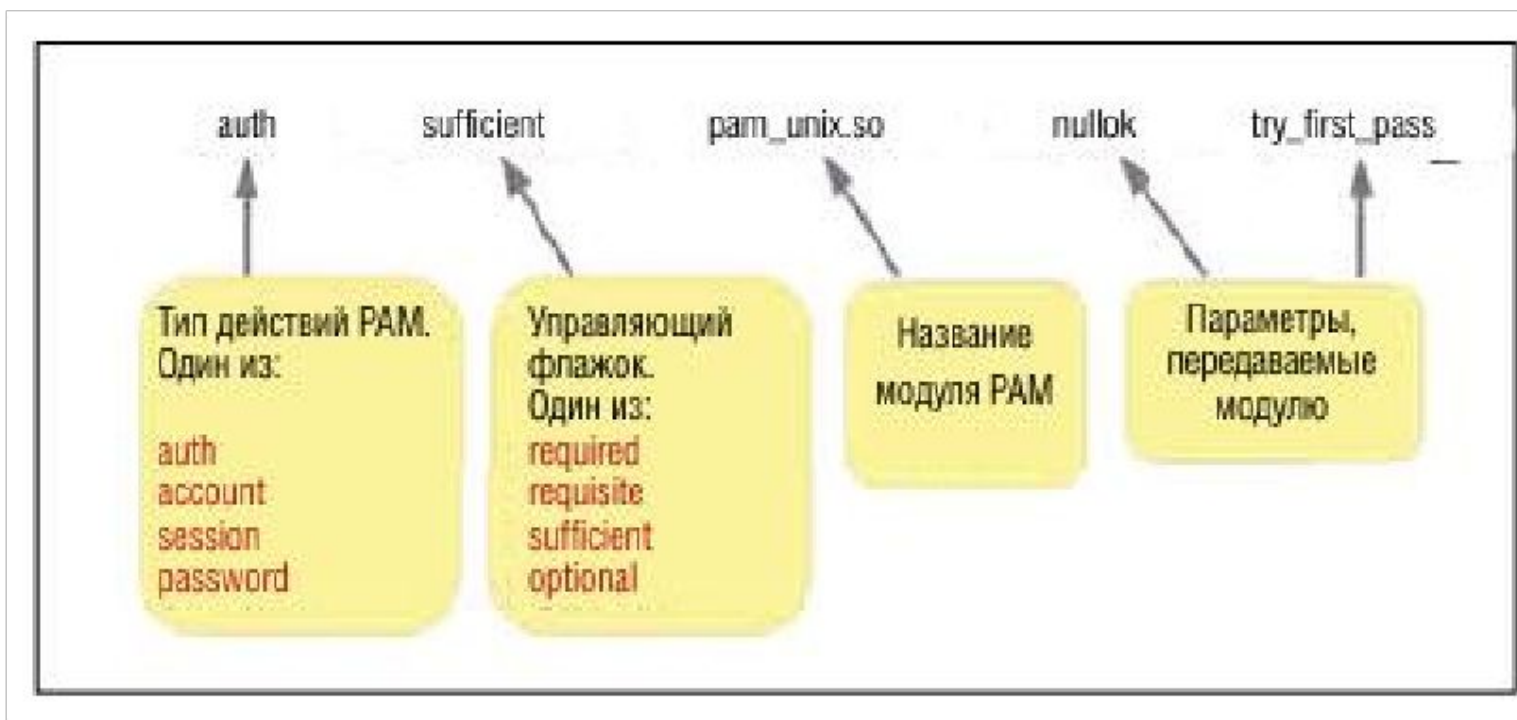 auth sufficient pam_unix.so nullok try_first_pass
Тип действий PAM.
Один из:
auth
account
session
password
Управляющий
флажок.
Один из:
required
requisite
sufficient
optional
Название
модуля PAM
Параметры,
передаваемые
модулю